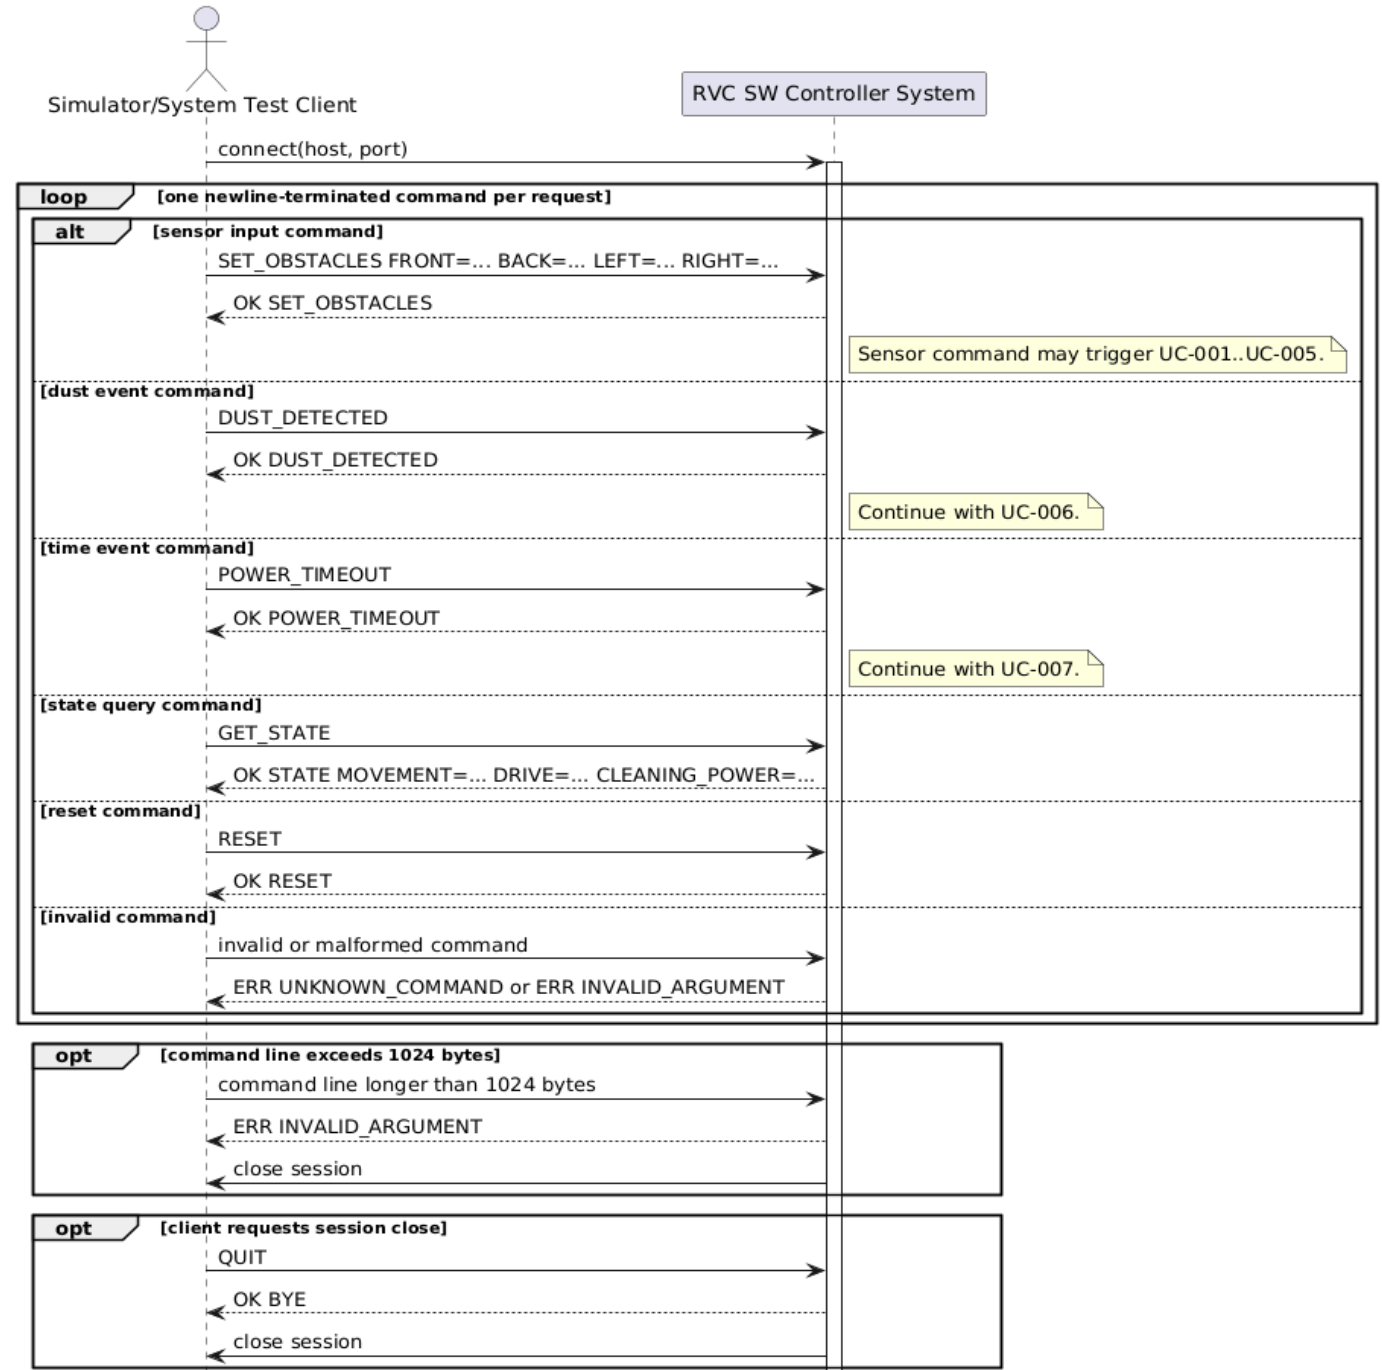 Simulator/System Test Client
RVC SW Controller System
connect(host, port)
loop [one newline-terminated command per request]
alt [sensor input command]
SET_OBSTACLES FRONT=... BACK=... LEFT=... RIGHT=...
OK SET_OBSTACLES
Sensor command may trigger UC-001..UC-005.
[dust event command]
DUST_DETECTED
OK DUST_DETECTED
Continue with UC-006.
[time event command]
POWER_TIMEOUT
OK POWER_TIMEOUT
Continue with UC-007.
[state query command]
GET_STATE
OK STATE MOVEMENT=... DRIVE=... CLEANING_POWER=...
[reset command]
RESET
OK RESET
[invalid command]
invalid or malformed command
ERR UNKNOWN_COMMAND or ERR INVALID_ARGUMENT
opt [command line exceeds 1024 bytes]
command line longer than 1024 bytes
ERR INVALID_ARGUMENT
close session
opt [client requests session close]
QUIT
OK BYE
close session